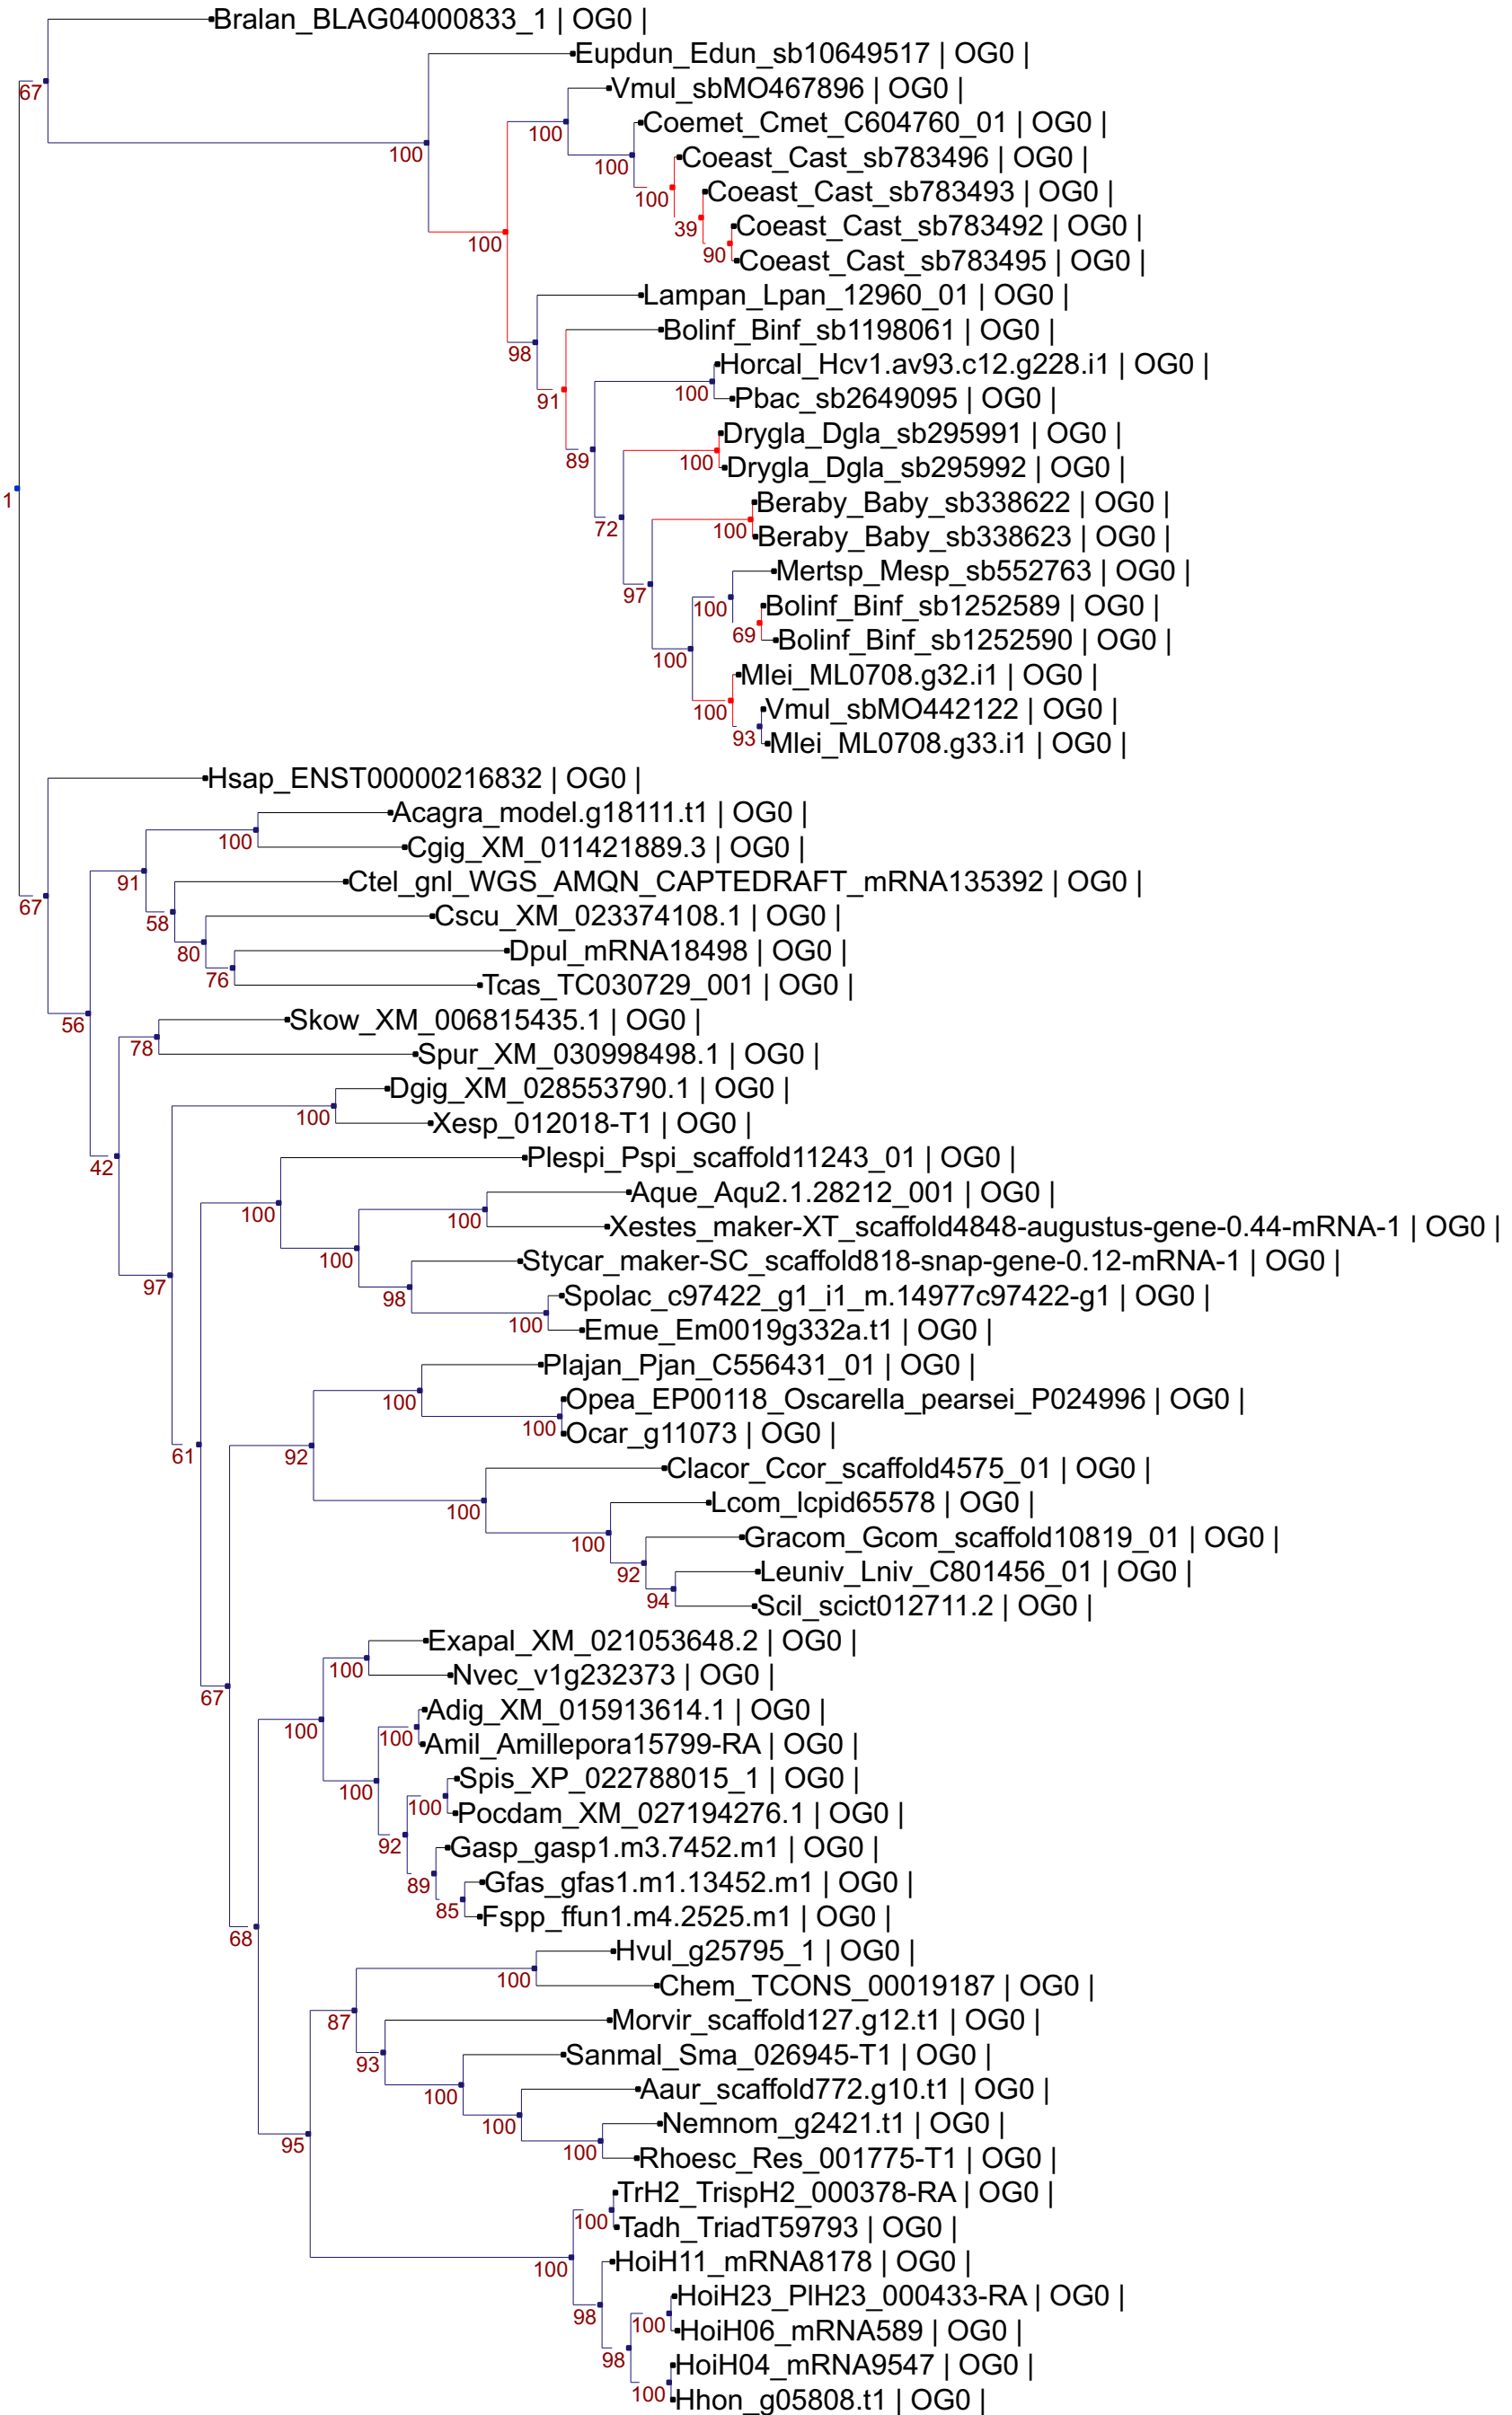 Bralan_BLAG04000833_1 | OG0 |
Eupdun_Edun_sb10649517 | OG0 |
67
Vmul_sbMO467896 | OG0 |
Coemet_Cmet_C604760_01 | OG0 |
100
100
Coeast_Cast_sb783496 | OG0 |
100
Coeast_Cast_sb783493 | OG0 |
100
39
Coeast_Cast_sb783492 | OG0 |
100
90
Coeast_Cast_sb783495 | OG0 |
Lampan_Lpan_12960_01 | OG0 |
Bolinf_Binf_sb1198061 | OG0 |
98
Horcal_Hcv1.av93.c12.g228.i1 | OG0 |
100
Pbac_sb2649095 | OG0 |
91
Drygla_Dgla_sb295991 | OG0 |
89
100
Drygla_Dgla_sb295992 | OG0 |
1
Beraby_Baby_sb338622 | OG0 |
72
100
Beraby_Baby_sb338623 | OG0 |
Mertsp_Mesp_sb552763 | OG0 |
97
100
Bolinf_Binf_sb1252589 | OG0 |
69
Bolinf_Binf_sb1252590 | OG0 |
100
Mlei_ML0708.g32.i1 | OG0 |
100
Vmul_sbMO442122 | OG0 |
93
Mlei_ML0708.g33.i1 | OG0 |
Hsap_ENST00000216832 | OG0 |
Acagra_model.g18111.t1 | OG0 |
100
Cgig_XM_011421889.3 | OG0 |
91
Ctel_gnl_WGS_AMQN_CAPTEDRAFT_mRNA135392 | OG0 |
67
58
Cscu_XM_023374108.1 | OG0 |
80
Dpul_mRNA18498 | OG0 |
76
Tcas_TC030729_001 | OG0 |
56
Skow_XM_006815435.1 | OG0 |
78
Spur_XM_030998498.1 | OG0 |
Dgig_XM_028553790.1 | OG0 |
100
Xesp_012018-T1 | OG0 |
42
Plespi_Pspi_scaffold11243_01 | OG0 |
Aque_Aqu2.1.28212_001 | OG0 |
100
100
Xestes_maker-XT_scaffold4848-augustus-gene-0.44-mRNA-1 | OG0 |
100
Stycar_maker-SC_scaffold818-snap-gene-0.12-mRNA-1 | OG0 |
97
98
Spolac_c97422_g1_i1_m.14977c97422-g1 | OG0 |
100
Emue_Em0019g332a.t1 | OG0 |
Plajan_Pjan_C556431_01 | OG0 |
100
Opea_EP00118_Oscarella_pearsei_P024996 | OG0 |
100
Ocar_g11073 | OG0 |
61
92
Clacor_Ccor_scaffold4575_01 | OG0 |
100
Lcom_lcpid65578 | OG0 |
100
Gracom_Gcom_scaffold10819_01 | OG0 |
92
Leuniv_Lniv_C801456_01 | OG0 |
94
Scil_scict012711.2 | OG0 |
Exapal_XM_021053648.2 | OG0 |
100
Nvec_v1g232373 | OG0 |
67
Adig_XM_015913614.1 | OG0 |
100
100
Amil_Amillepora15799-RA | OG0 |
Spis_XP_022788015_1 | OG0 |
100
100
Pocdam_XM_027194276.1 | OG0 |
92
Gasp_gasp1.m3.7452.m1 | OG0 |
89
Gfas_gfas1.m1.13452.m1 | OG0 |
85
Fspp_ffun1.m4.2525.m1 | OG0 |
68
Hvul_g25795_1 | OG0 |
100
Chem_TCONS_00019187 | OG0 |
87
Morvir_scaffold127.g12.t1 | OG0 |
93
Sanmal_Sma_026945-T1 | OG0 |
100
Aaur_scaffold772.g10.t1 | OG0 |
100
Nemnom_g2421.t1 | OG0 |
95
100
Rhoesc_Res_001775-T1 | OG0 |
TrH2_TrispH2_000378-RA | OG0 |
100
Tadh_TriadT59793 | OG0 |
100
HoiH11_mRNA8178 | OG0 |
HoiH23_PlH23_000433-RA | OG0 |
98
100
HoiH06_mRNA589 | OG0 |
98
HoiH04_mRNA9547 | OG0 |
100
Hhon_g05808.t1 | OG0 |